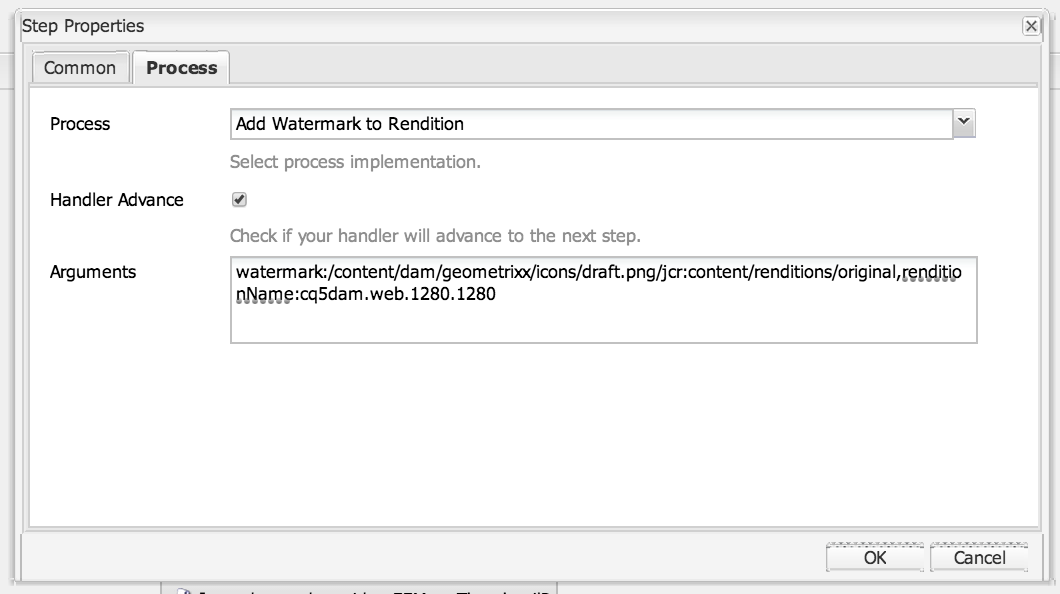 Step Properties
Common
Process
Process
Add Watermark to Rendition
Select process implementation.
Handler Advance
Check if your handler will advance to the next step.
Arguments
watermark:/content/dam/geometrixx/icons/draft.png/jcr:content/renditions/original,renditio
nName:cq5dam.web.1280.1280
OK
Cancel